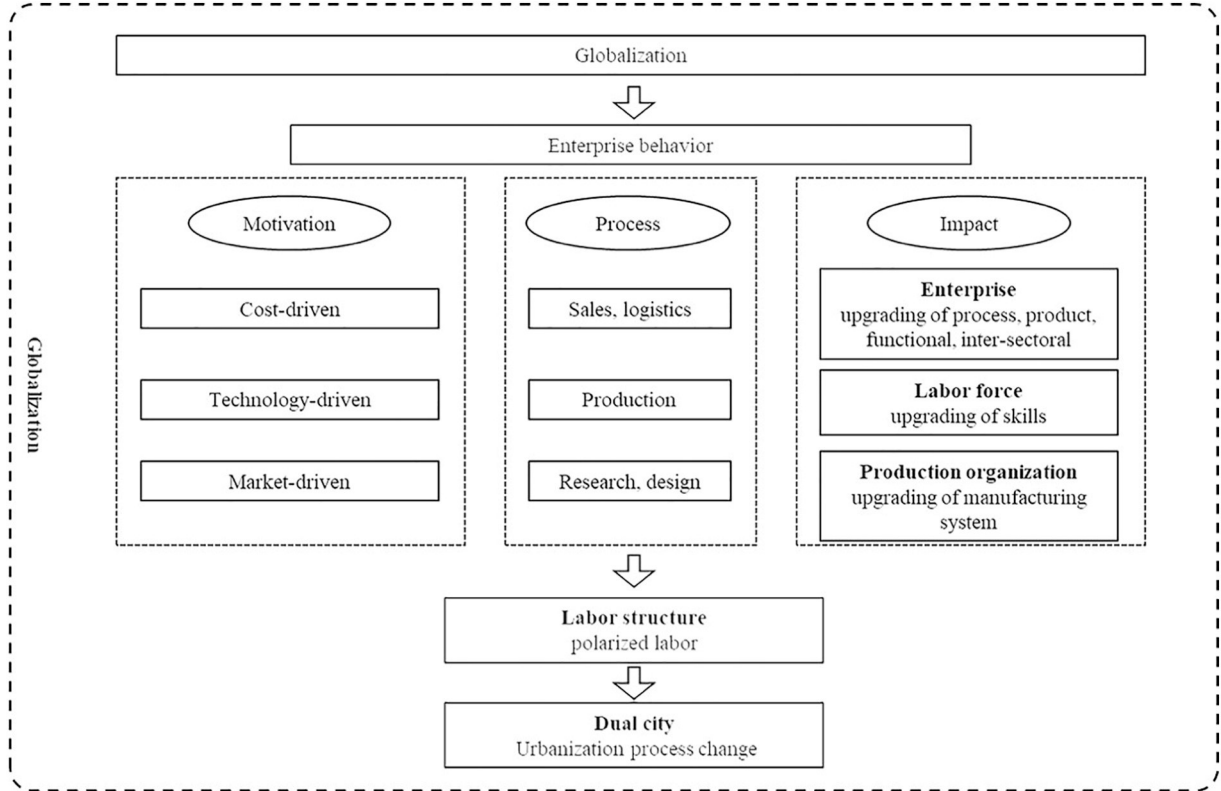 Globalization
Enterprise behavior
Motivation
Cost-driven
Technology-driven
Market-driven
Process
Sales, logistics
Production
Research, design
Impact
Enterprise
upgrading of process, product,
functional, inter-sectoral
Labor force
upgrading of skills
Production organization
upgrading of manufacturing
system
Globalization
Labor structure
polarized labor
Dual city
Urbanization process change